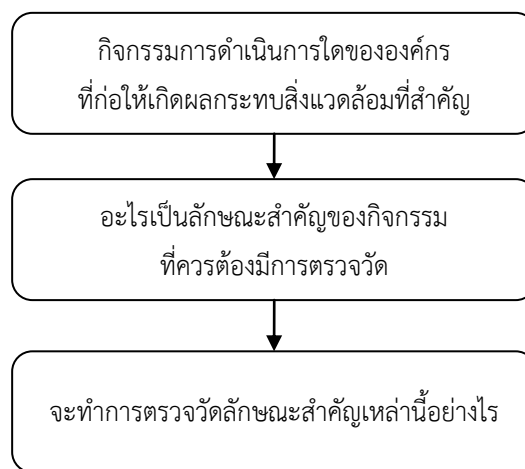 กิจกรรมการดำเนินการใดขององค์กร
ที่ก่อให้เกิดผลกระทบสิ่งแวดล้อมที่สำคัญ
อะไรเป็นลักษณะสำคัญของกิจกรรม
ที่ควรต้องมีการตรวจวัด
จะทำการตรวจวัดลักษณะสำคัญเหล่านี้อย่างไร